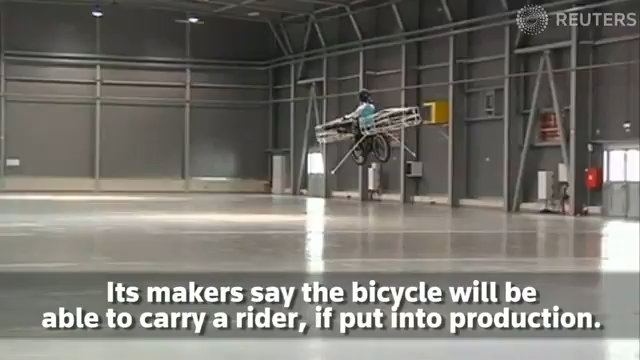 REUTERS
Its makers say the bicycle will be
able to carry a rider, if put into production.